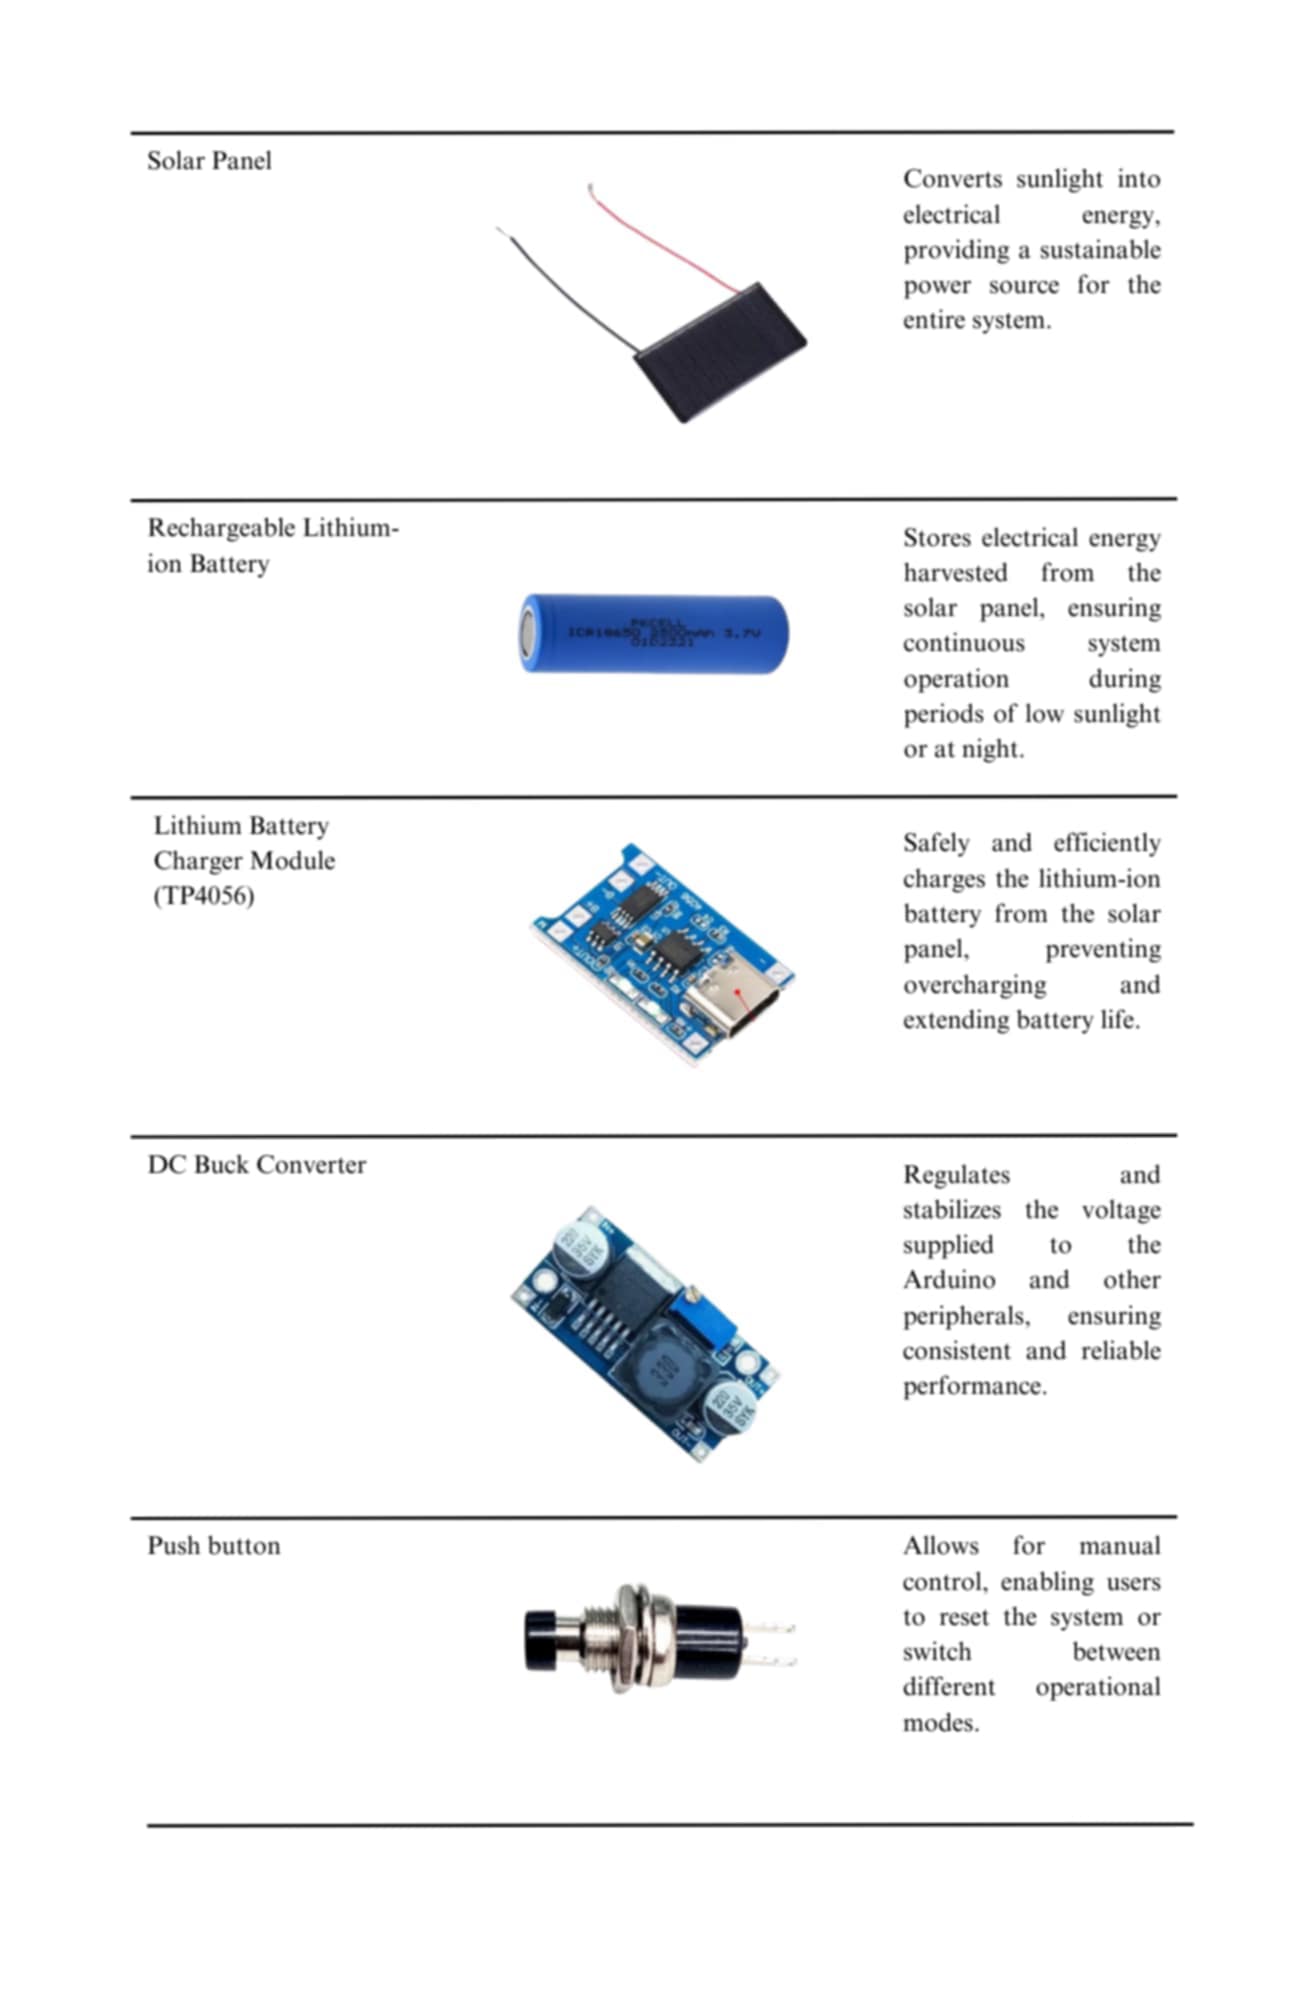 Solar Panel
Converts sunlight into
electrical energy,
providing a sustainable
power source for the
entire system.
Rechargeable Lithium-
ion Battery
PKCELL
ICR18650 3.7V
Stores electrical energy
harvested from the
solar panel, ensuring
continuous system
operation during
periods of low sunlight
or at night.
Lithium Battery
Charger Module
(TP4056)
Safely and efficiently
charges the lithium-ion
battery from the solar
panel, preventing
overcharging and
extending battery life.
DC Buck Converter
35V
35V
Regulates and
stabilizes the voltage
supplied to the
Arduino and other
peripherals, ensuring
consistent and reliable
performance.
Push button
Allows for manual
control, enabling users
to reset the system or
switch between
different operational
modes.